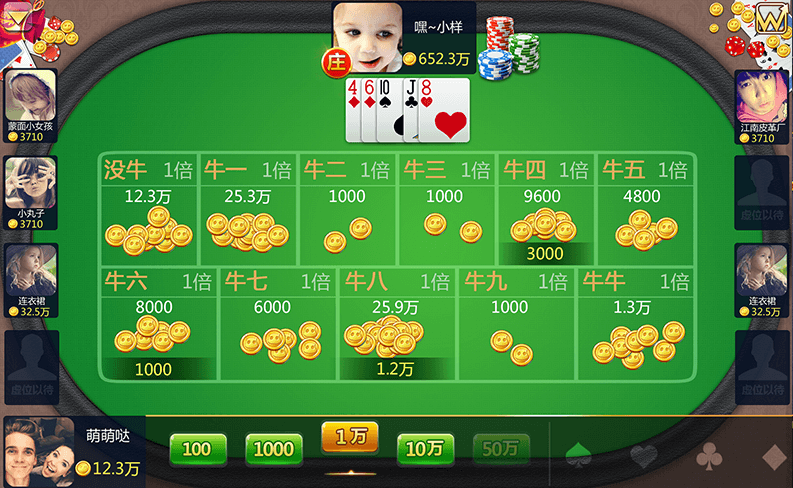 嘿~小样
庄
652.3万
4 6 10 J 8
蒙面小女孩
3710
江南皮革厂
3710
小丸子
3710
虚位以待
连衣裙
32.5万
连衣裙
32.5万
虚位以待
虚位以待
没牛 1倍 牛一 1倍 牛二 1倍 牛三 1倍 牛四 1倍 牛五 1倍
12.3万 25.3万 1000 1000 9600 4800
3000
牛六 1倍 牛七 1倍 牛八 1倍 牛九 1倍 牛牛 1倍
8000 6000 25.9万 1000 1.3万
1000 1.2万
萌萌哒
12.3万
100 1000 1万 10万 50万
W